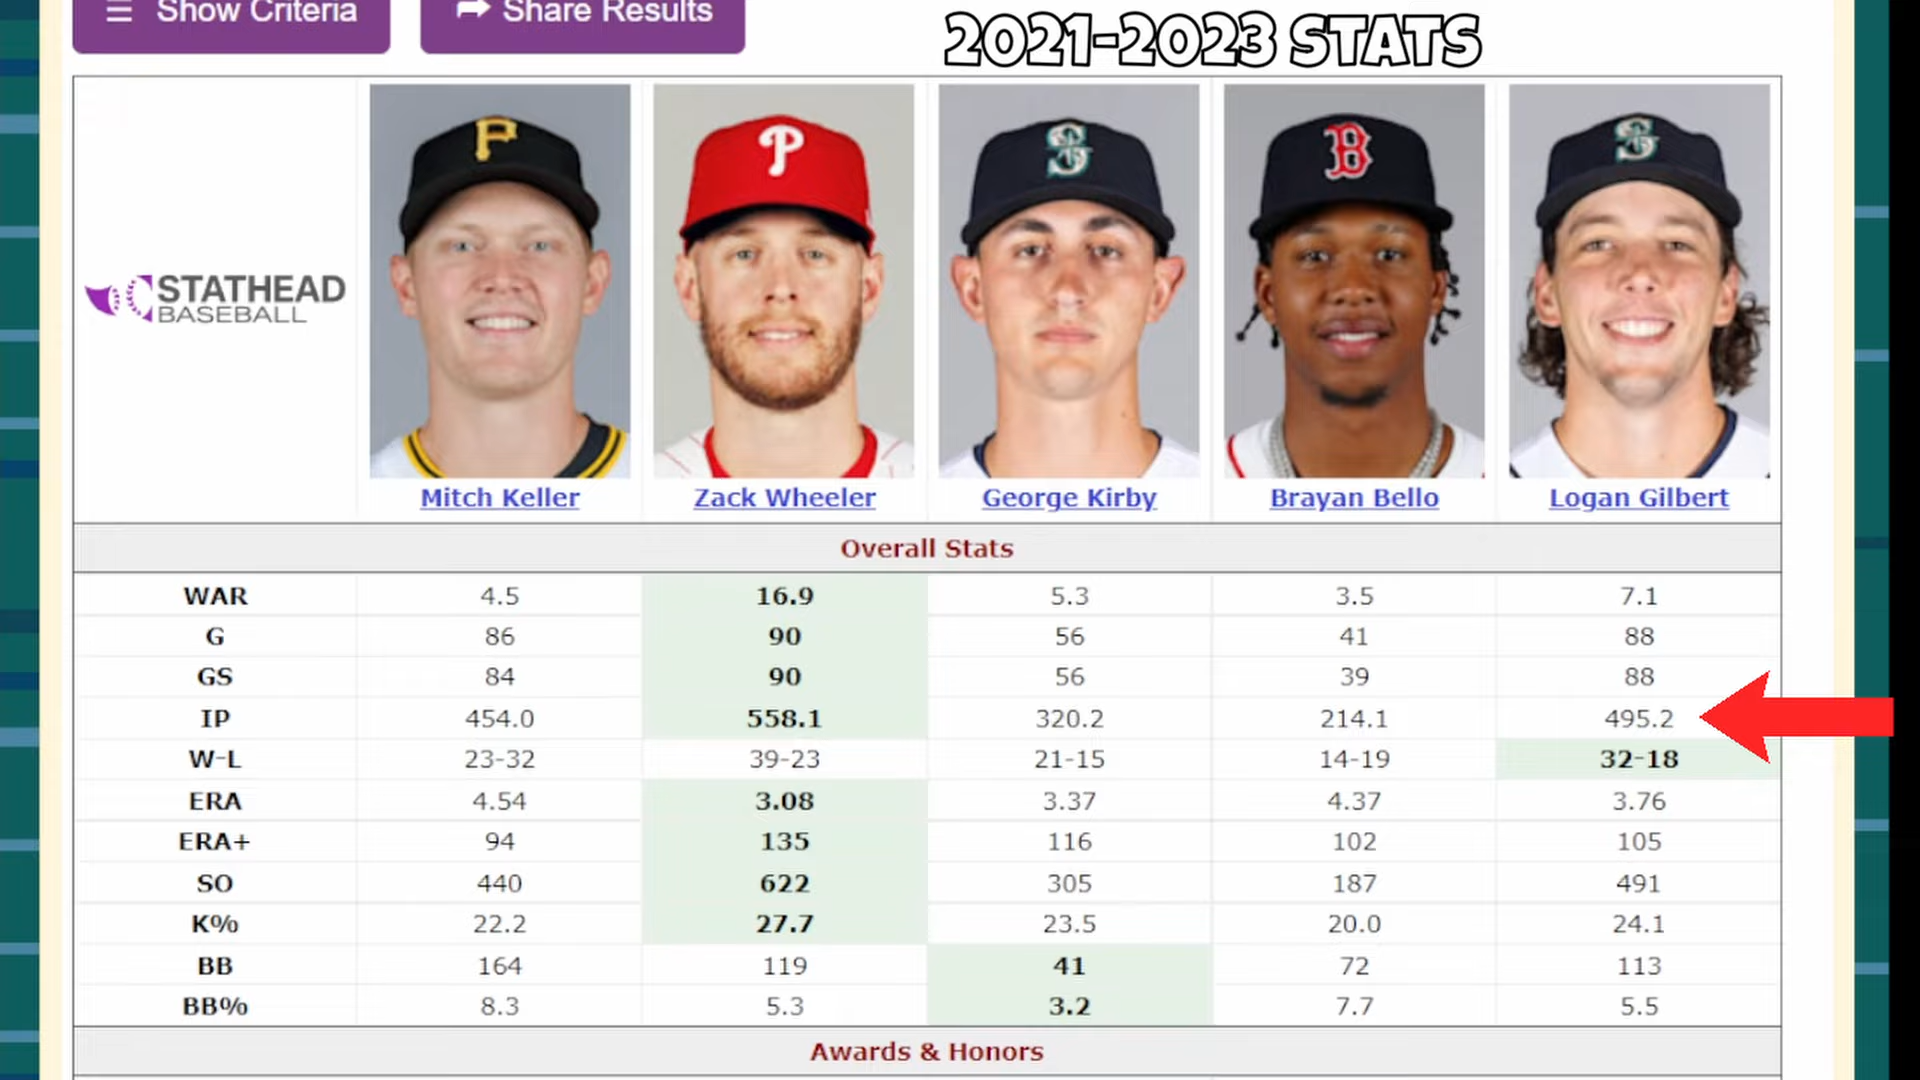 Show Criteria
Share Results
2021-2023 STATS
P
P
S
B
S
STATHEAD
BASEBALL
Mitch Keller Zack Wheeler George Kirby Brayan Bello Logan Gilbert
Overall Stats
WAR 4.5 16.9 5.3 3.5 7.1
G 86 90 56 41 88
GS 84 90 56 39 88
IP 454.0 558.1 320.2 214.1 495.2
W-L 23-32 39-23 21-15 14-19 32-18
ERA 4.54 3.08 3.37 4.37 3.76
ERA+ 94 135 116 102 105
SO 440 622 305 187 491
K% 22.2 27.7 23.5 20.0 24.1
BB 164 119 41 72 113
BB% 8.3 5.3 3.2 7.7 5.5
Awards & Honors